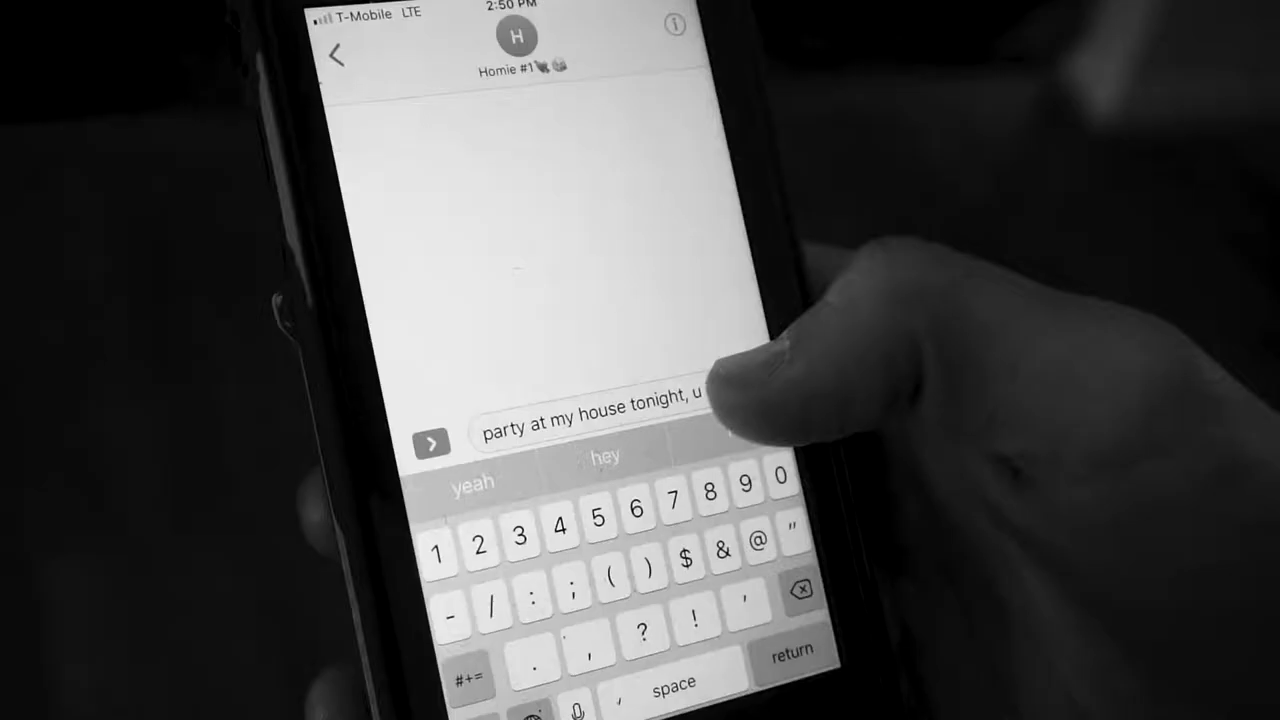 T-Mobile LTE 2:50 PM
H
Homie #1
party at my house tonight, u
yeah hey
1 2 3 4 5 6 7 8 9 0
- / : ; ( ) $ & @ "
#+= . , ? ! '
space return